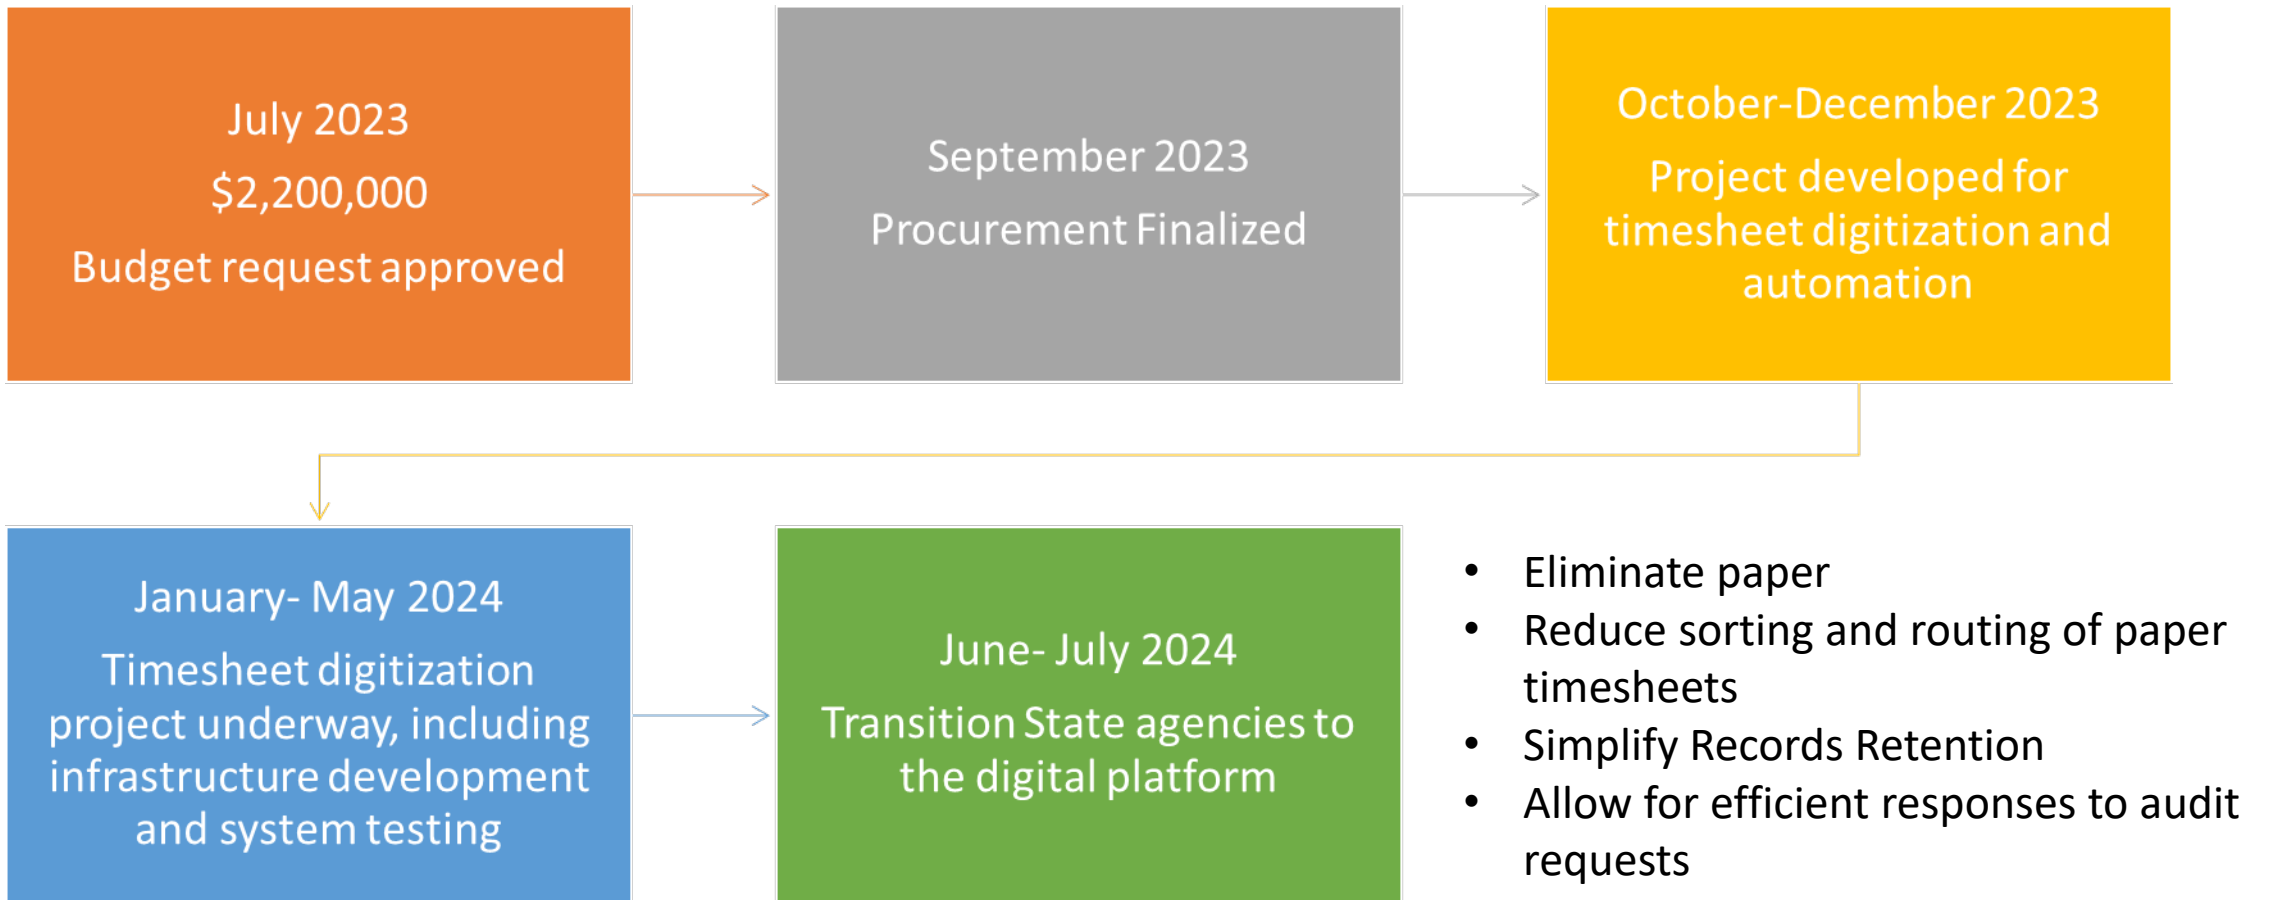 July 2023
$2,200,000
Budget request approved
September 2023
Procurement Finalized
October-December 2023
Project developed for
timesheet digitization and
automation
January- May 2024
Timesheet digitization
project underway, including
infrastructure development
and system testing
June- July 2024
Transition State agencies to
the digital platform
• Eliminate paper
• Reduce sorting and routing of paper
timesheets
• Simplify Records Retention
• Allow for efficient responses to audit
requests